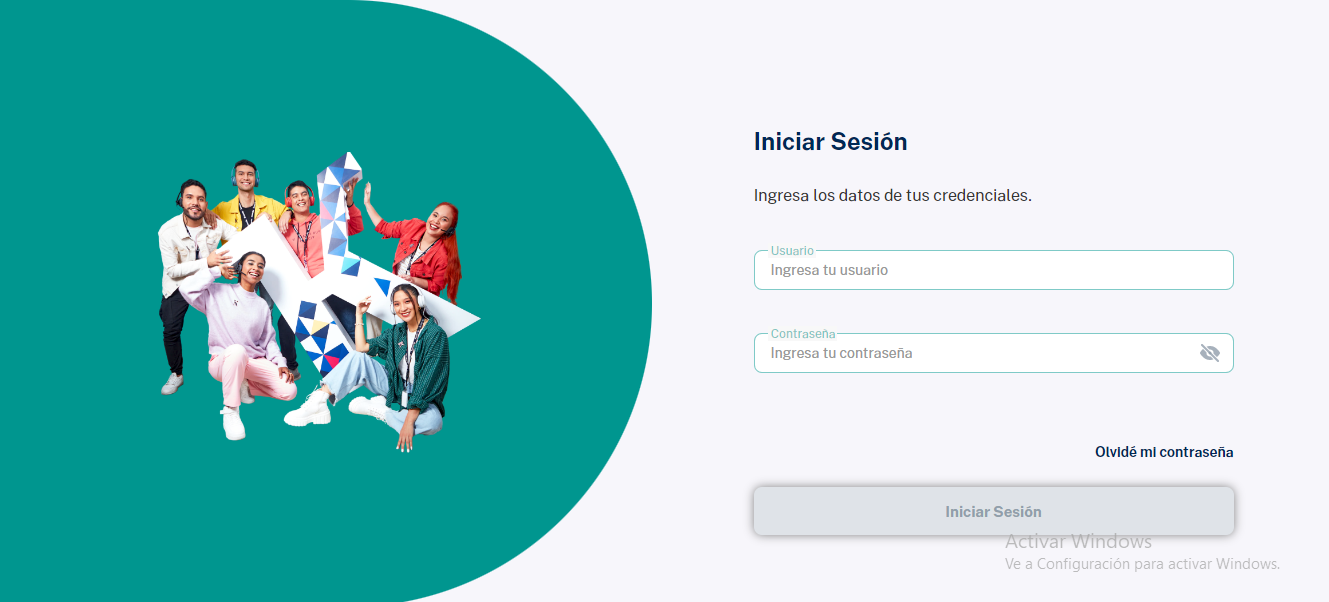 Iniciar Sesión
Ingresa los datos de tus credenciales.
Usuario
Ingresa tu usuario
Contraseña
Ingresa tu contraseña
Olvidé mi contraseña
Iniciar Sesión
Activar Windows
Ve a Configuración para activar Windows.